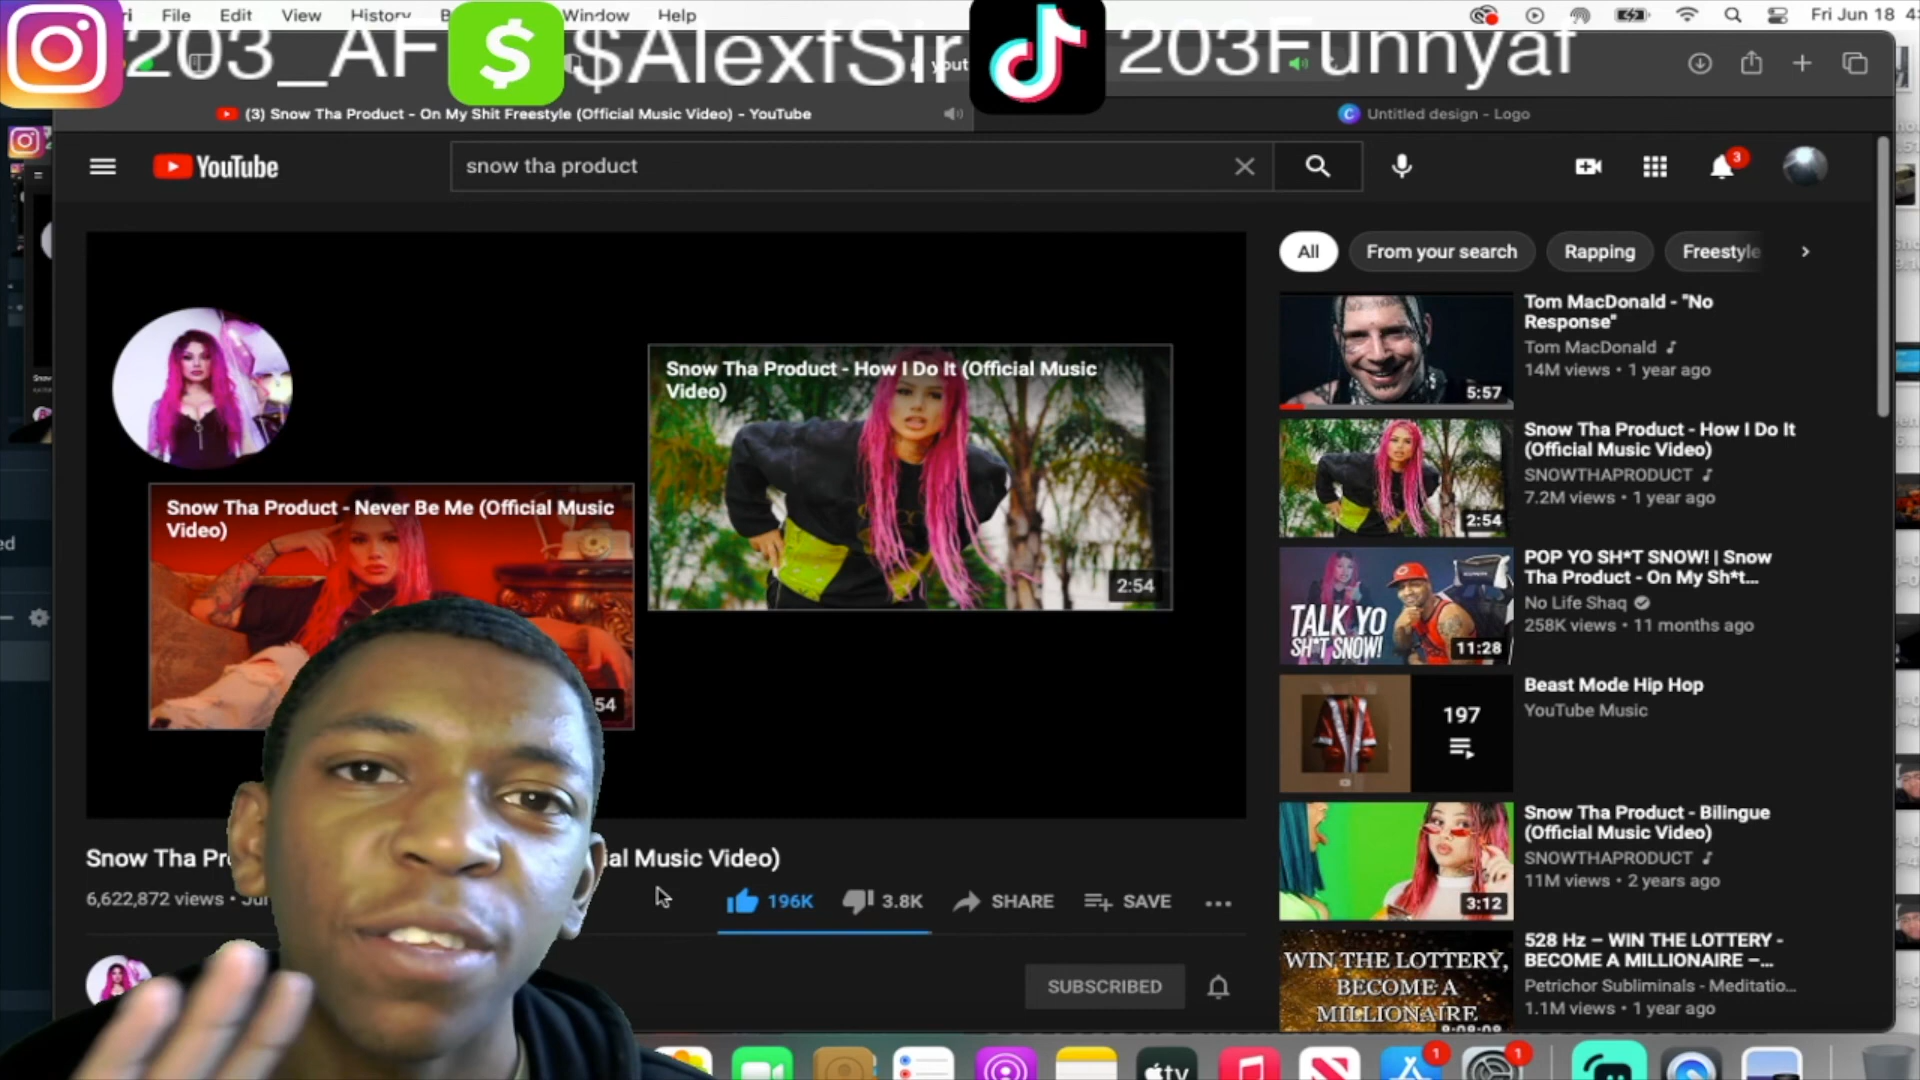 File Edit View History Window Help
Fri Jun 18
203_AF $AlexfSir 203Funnyaf
(3) Snow Tha Product - On My Shit Freestyle (Official Music Video) - YouTube
Untitled design - Logo
YouTube
snow tha product
3
All From your search Rapping Freestyle
Snow Tha Product - How I Do It (Official Music
Video)
2:54
Snow Tha Product - Never Be Me (Official Music
Video)
54
Snow Tha Pr
ial Music Video)
6,622,872 views •
196K 3.8K SHARE SAVE
SUBSCRIBED
Tom MacDonald - "No
Response"
Tom MacDonald
14M views • 1 year ago
5:57
Snow Tha Product - How I Do It
(Official Music Video)
SNOWTHAPRODUCT
7.2M views • 1 year ago
2:54
POP YO SH*T SNOW! | Snow
Tha Product - On My Sh*t...
No Life Shaq
258K views • 11 months ago
TALK YO
SH*T SNOW!
11:28
Beast Mode Hip Hop
YouTube Music
197
Snow Tha Product - Bilingue
(Official Music Video)
SNOWTHAPRODUCT
11M views • 2 years ago
3:12
528 Hz – WIN THE LOTTERY -
BECOME A MILLIONAIRE –...
Petrichor Subliminals - Meditatio...
1.1M views • 1 year ago
WIN THE LOTTERY,
BECOME A
MILLIONAIRE
tv
1
1